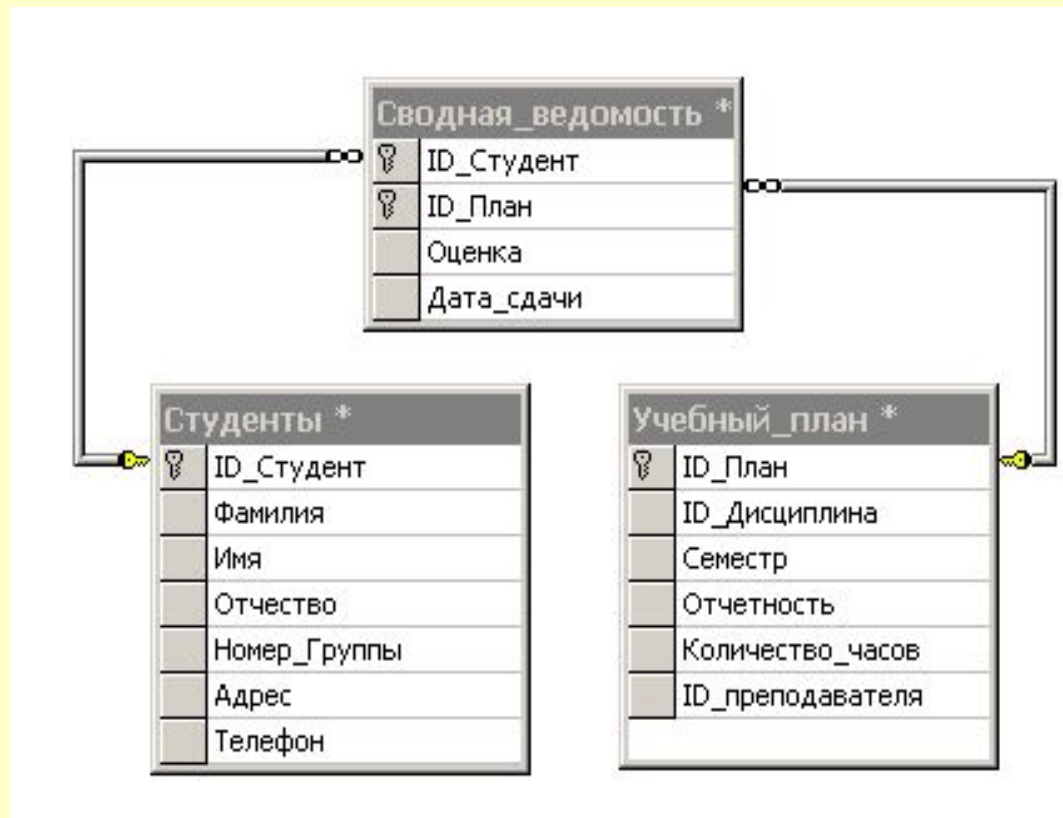 Сводная_ведомость *
ID_Студент
ID_План
Оценка
Дата_сдачи
Студенты *
ID_Студент
Фамилия
Имя
Отчество
Номер_Группы
Адрес
Телефон
Учебный_план *
ID_План
ID_Дисциплина
Семестр
Отчетность
Количество_часов
ID_преподавателя